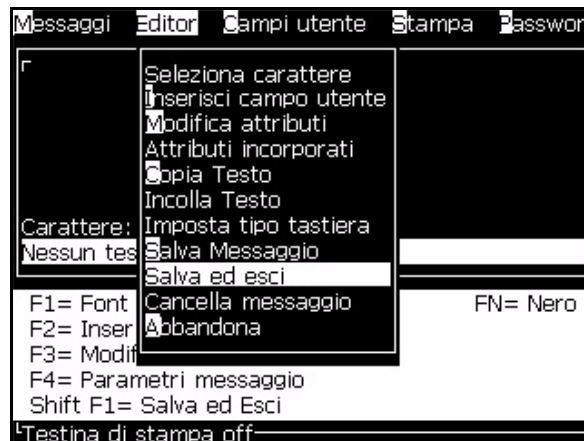 Messaggi Editor Campi utente Stampa Passwor
Seleziona carattere
Inserisci campo utente
Modifica attributi
Attributi incorporati
Copia Testo
Incolla Testo
Carattere: Imposta tipo tastiera
Nessun tes Salva Messaggio
Salva ed esci
F1= Font Cancella messaggio FN= Nero
F2= Inser Abbandona
F3= Modif
F4= Parametri messaggio
Shift F1= Salva ed Esci
Testina di stampa off